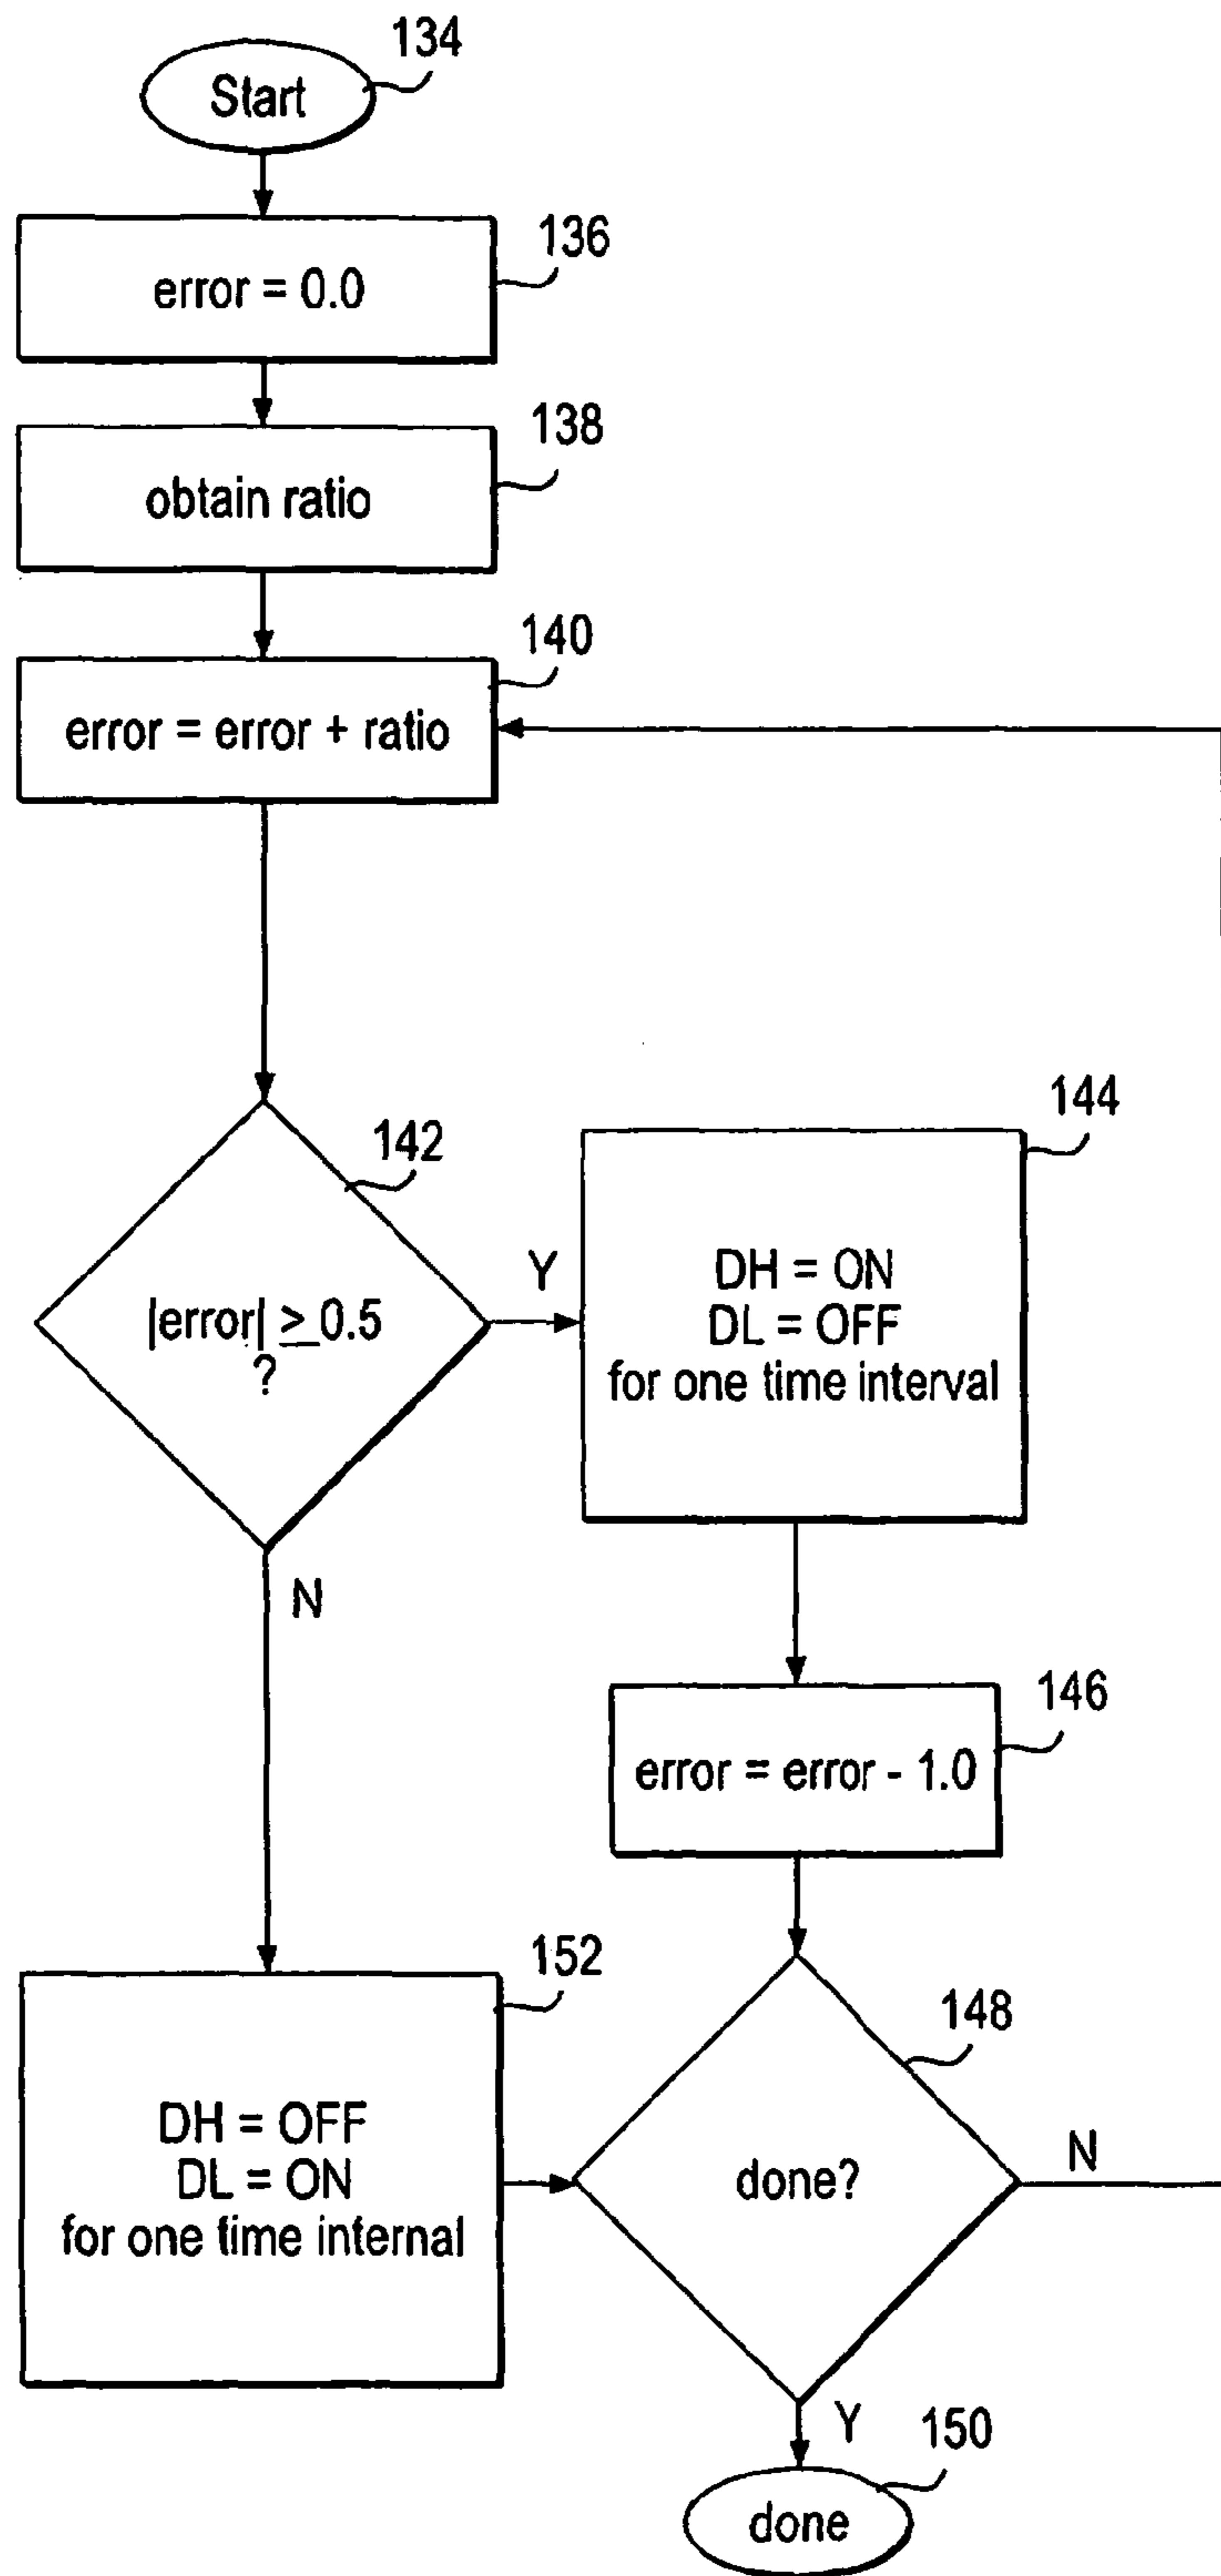 134
Start
136
error = 0.0
138
obtain ratio
140
error = error + ratio
142
|error| ≥ 0.5
?
Y
N
144
DH = ON
DL = OFF
for one time interval
146
error = error - 1.0
152
DH = OFF
DL = ON
for one time internal
148
done?
N
Y
150
done